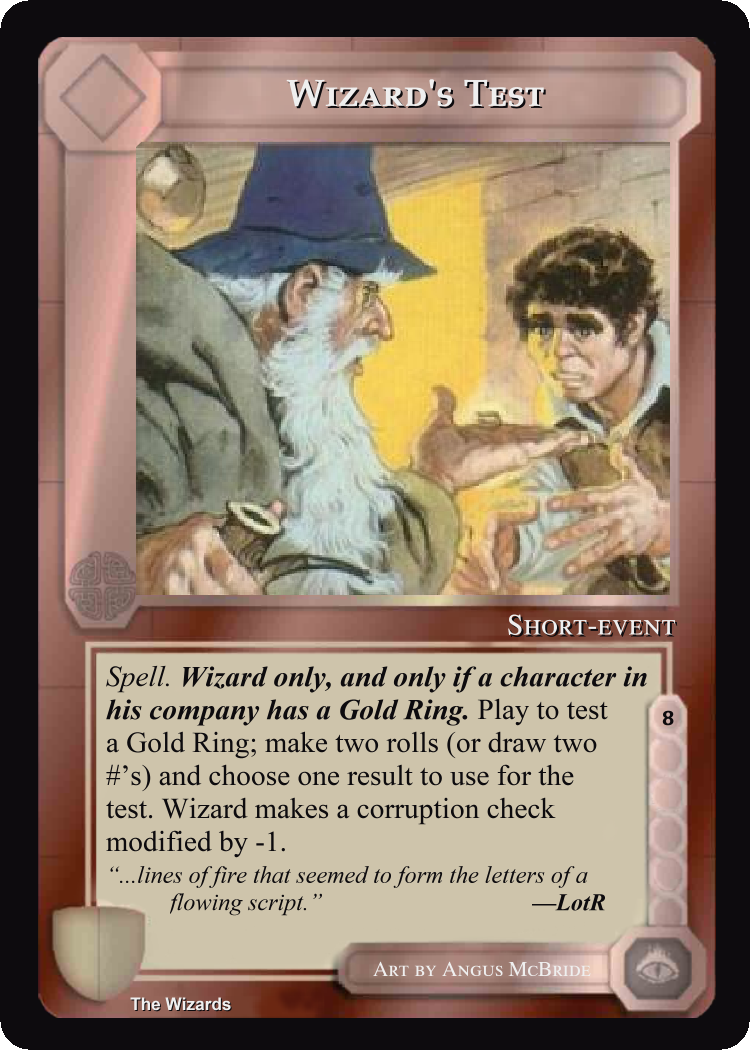 Wizard's Test
Short-event
Spell. Wizard only, and only if a character in
his company has a Gold Ring. Play to test
a Gold Ring; make two rolls (or draw two
#'s) and choose one result to use for the
test. Wizard makes a corruption check
modified by -1.
8
“...lines of fire that seemed to form the letters of a
flowing script.” —LotR
Art by Angus McBride
The Wizards